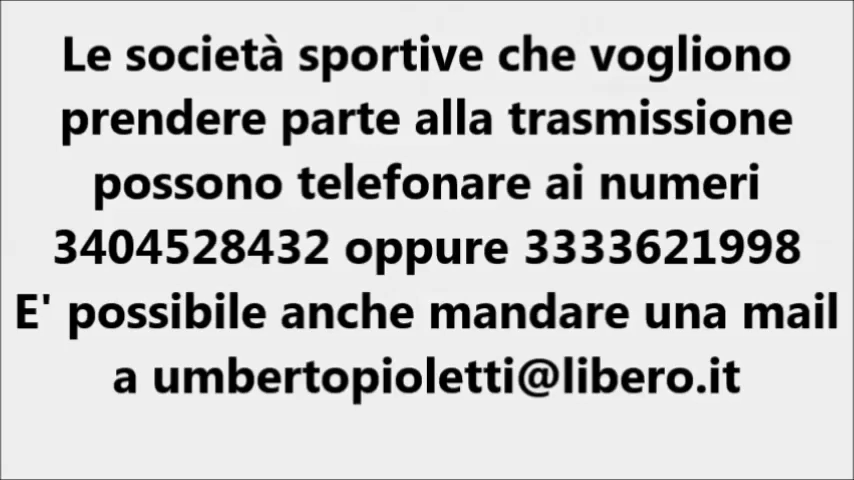 Le società sportive che vogliono
prendere parte alla trasmissione
possono telefonare ai numeri
3404528432 oppure 3333621998
E' possibile anche mandare una mail
a umbertopioletti@libero.it